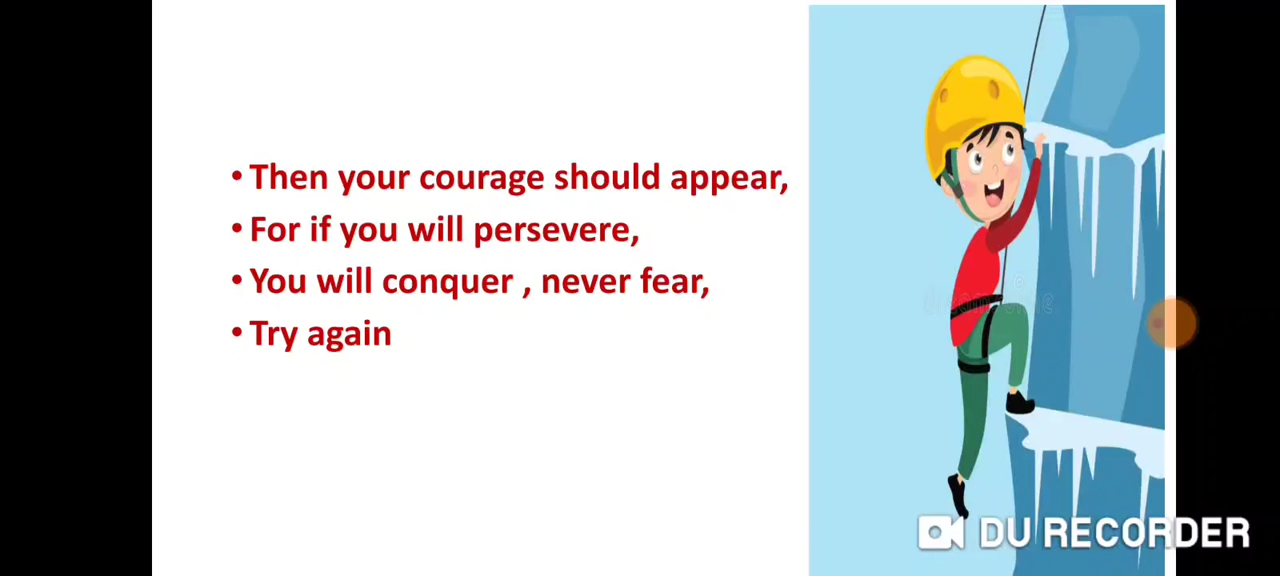 • Then your courage should appear,
• For if you will persevere,
• You will conquer , never fear,
• Try again
dreamstime
DU RECORDER